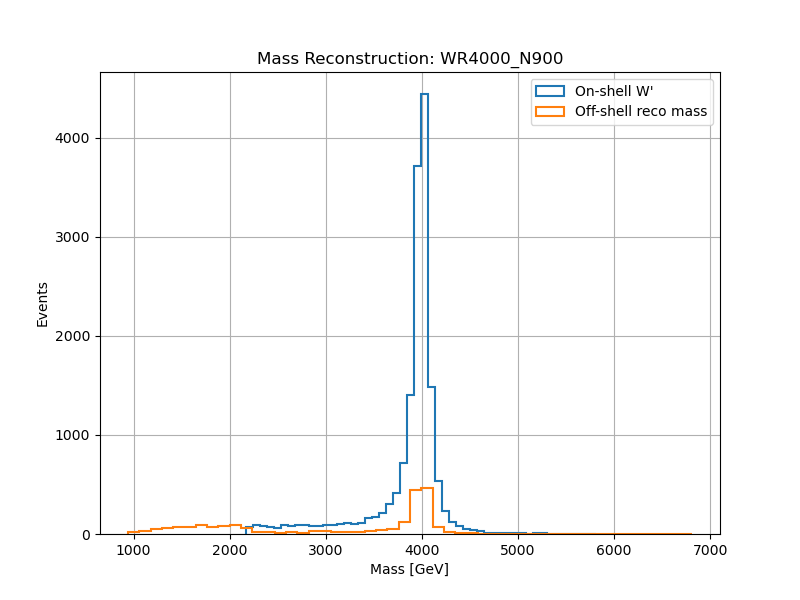 Mass Reconstruction: WR4000_N900
On-shell W'
Off-shell reco mass
4000
3000
2000
1000
0
Events
1000 2000 3000 4000 5000 6000 7000
Mass [GeV]